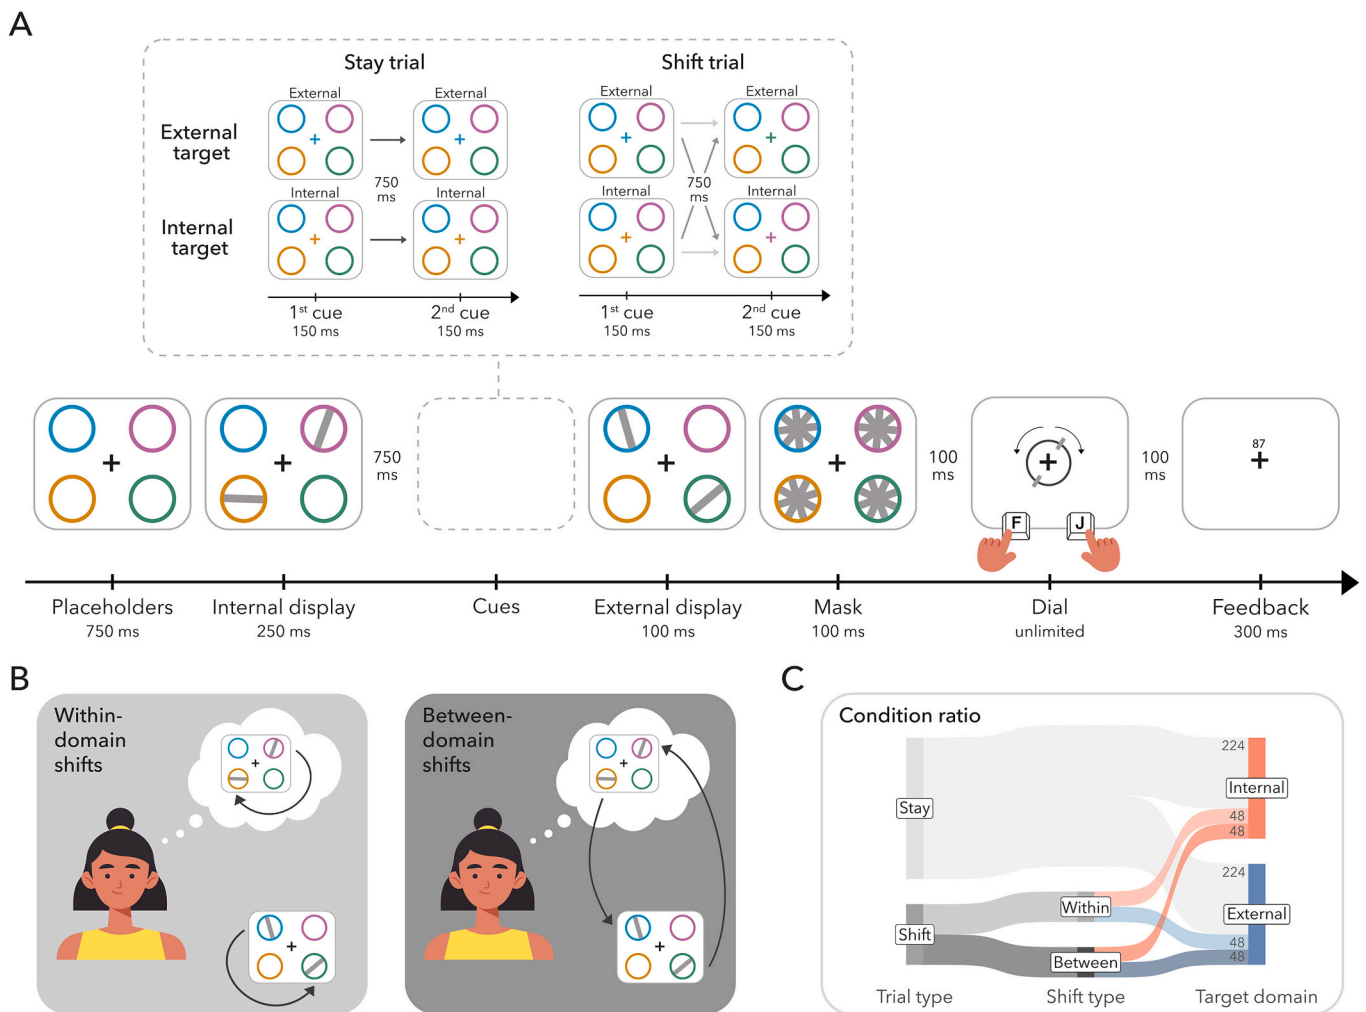 A
Stay trial
Shift trial
External
External
External
External
External
target
750
ms
750
ms
Internal
Internal
Internal
Internal
Internal
target
1st cue
150 ms
2nd cue
150 ms
1st cue
150 ms
2nd cue
150 ms
750
ms
100
ms
100
ms
87
F
J
Placeholders
750 ms
Internal display
250 ms
Cues
External display
100 ms
Mask
100 ms
Dial
unlimited
Feedback
300 ms
B
Within-
domain
shifts
Between-
domain
shifts
C
Condition ratio
224
Internal
Stay
48
48
224
Within
External
Shift
48
48
Between
Trial type
Shift type
Target domain